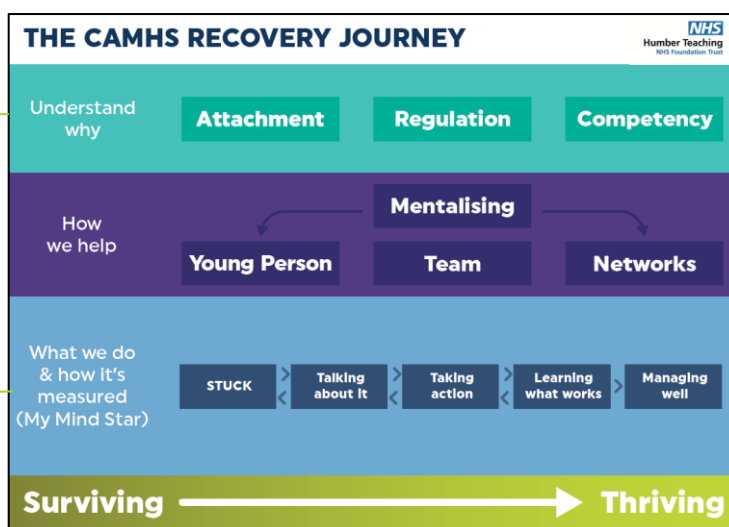 THE CAMHS RECOVERY JOURNEY
NHS
Humber Teaching
NHS Foundation Trust
Understand
why
Attachment
Regulation
Competency
How
we help
Mentalising
Young Person
Team
Networks
What we do
& how it's
measured
(My Mind Star)
STUCK
Talking
about it
Taking
action
Learning
what works
Managing
well
Surviving
Thriving